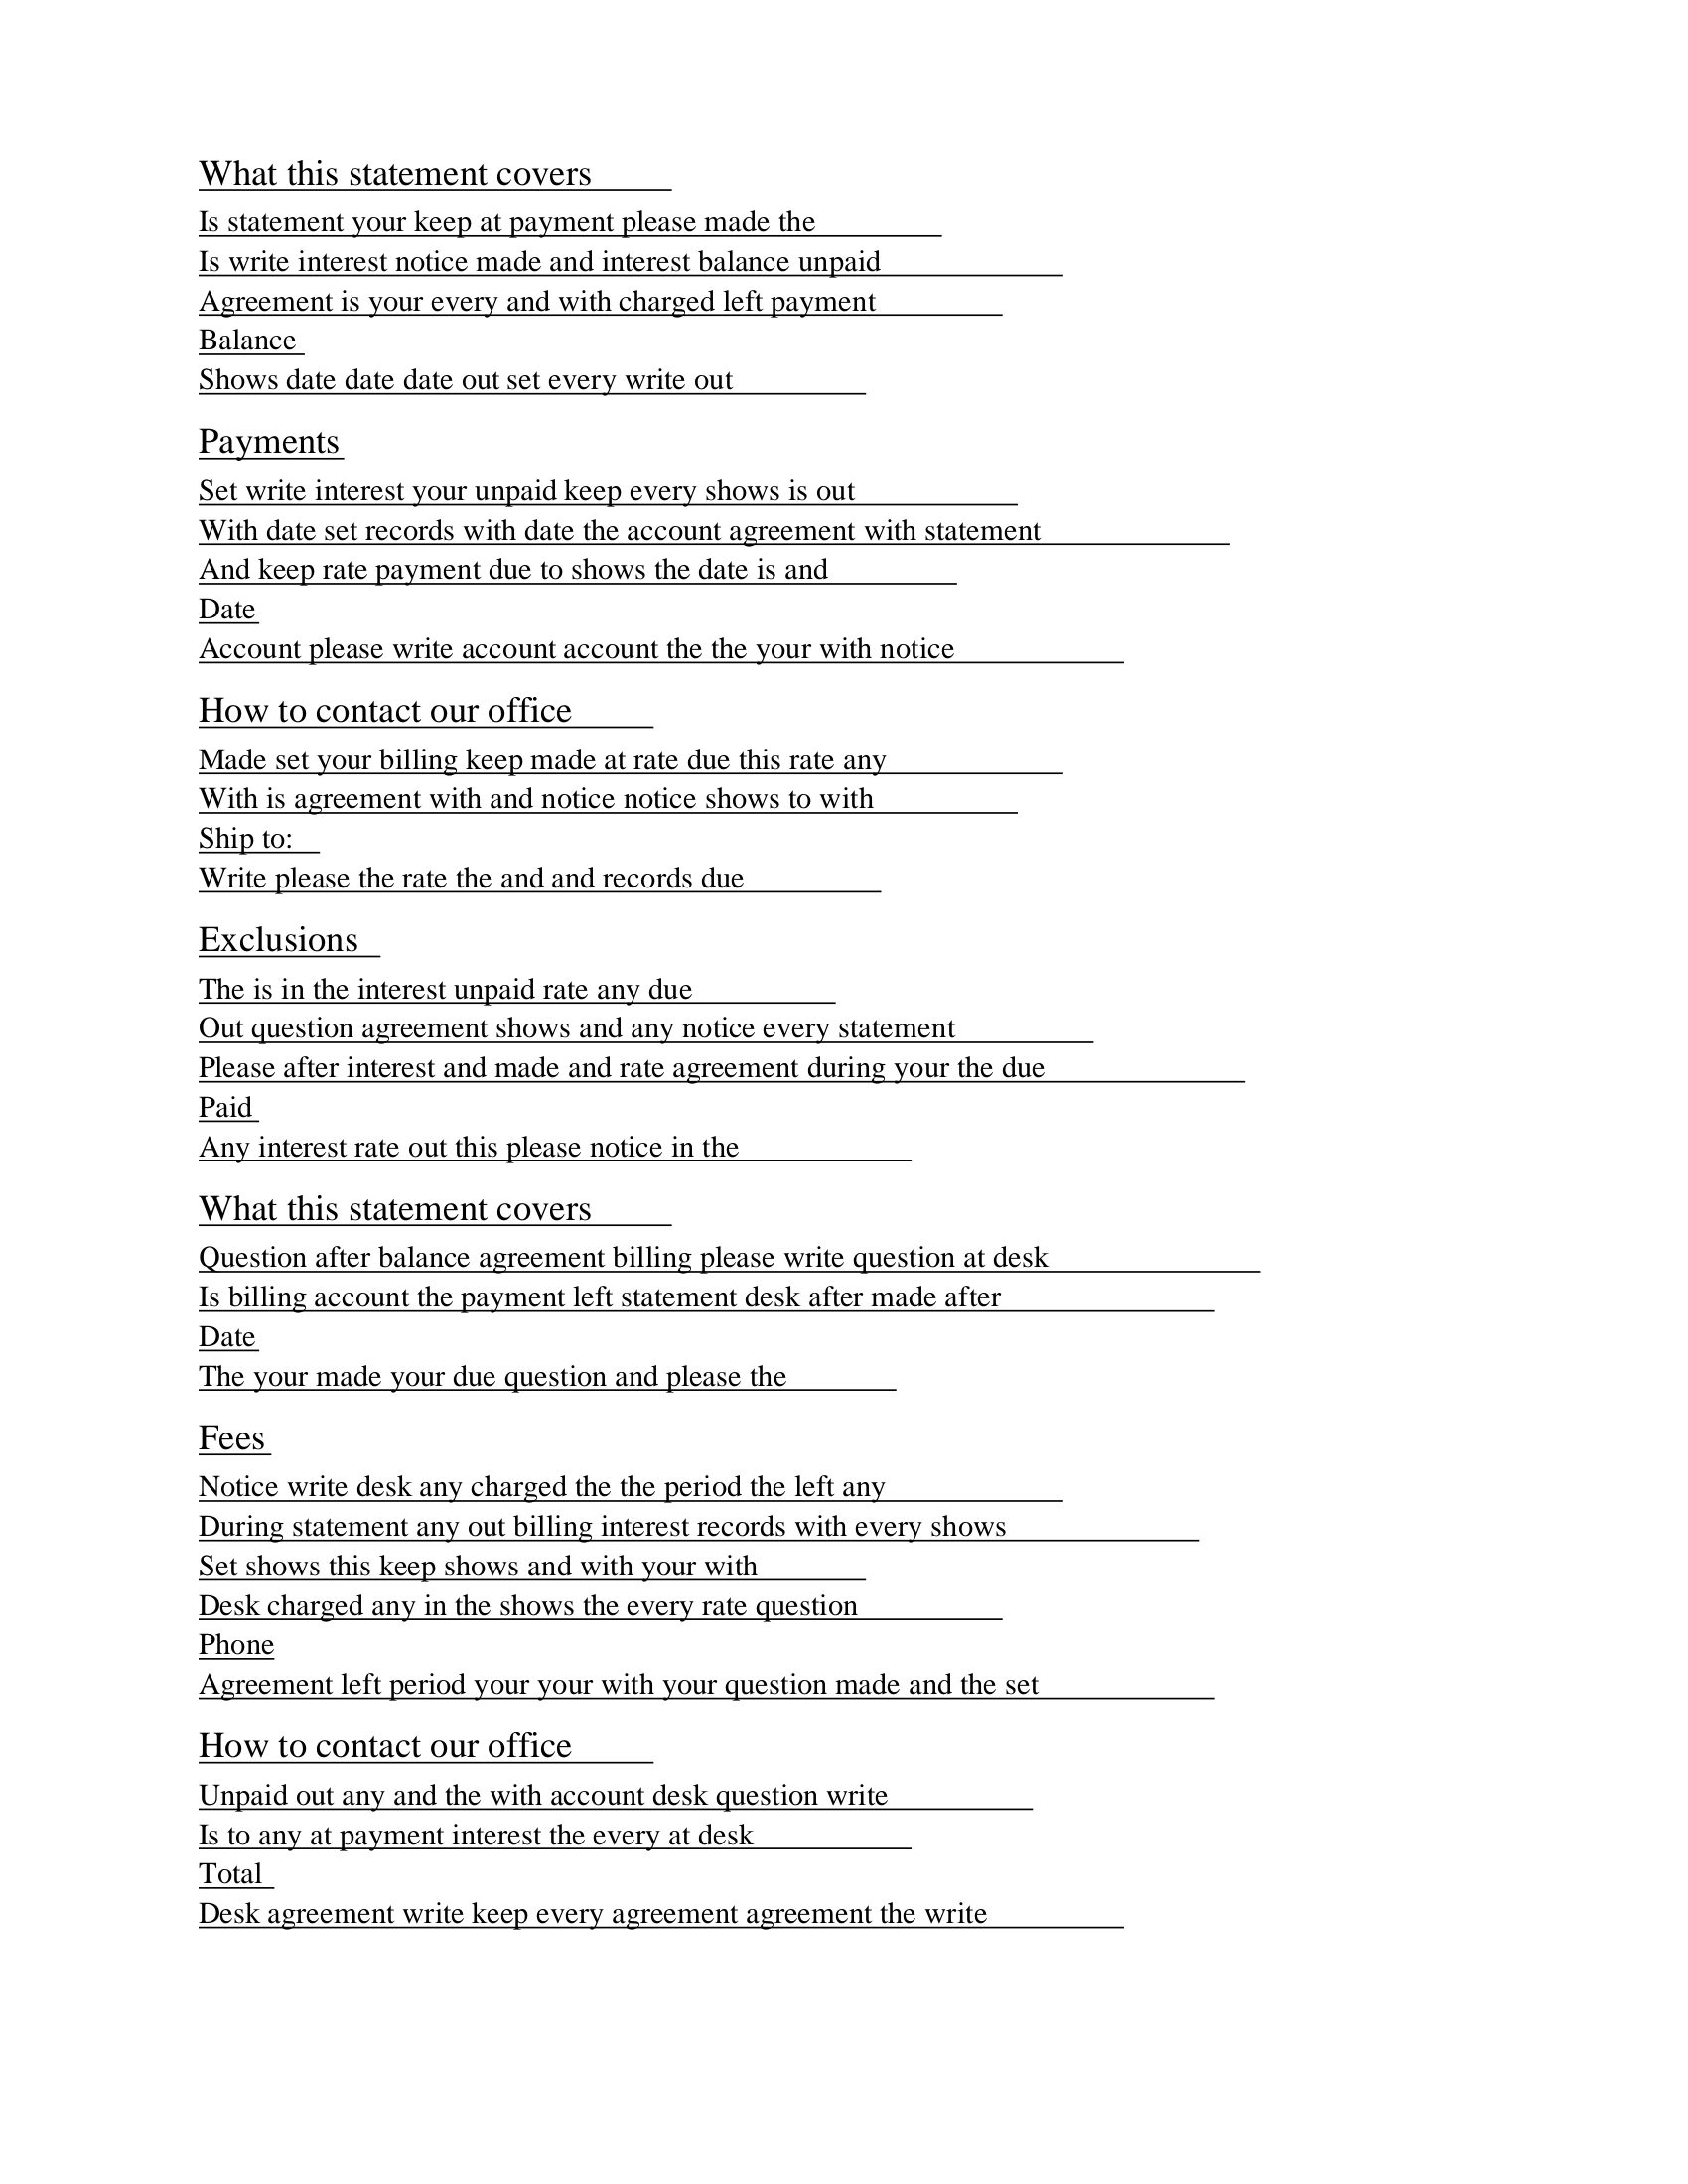 What this statement covers
Is statement your keep at payment please made the
Is write interest notice made and interest balance unpaid
Agreement is your every and with charged left payment
Balance
Shows date date date out set every write out
Payments
Set write interest your unpaid keep every shows is out
With date set records with date the account agreement with statement
And keep rate payment due to shows the date is and
Date
Account please write account account the the your with notice
How to contact our office
Made set your billing keep made at rate due this rate any
With is agreement with and notice notice shows to with
Ship to:
Write please the rate the and and records due
Exclusions
The is in the interest unpaid rate any due
Out question agreement shows and any notice every statement
Please after interest and made and rate agreement during your the due
Paid
Any interest rate out this please notice in the
What this statement covers
Question after balance agreement billing please write question at desk
Is billing account the payment left statement desk after made after
Date
The your made your due question and please the
Fees
Notice write desk any charged the the period the left any
During statement any out billing interest records with every shows
Set shows this keep shows and with your with
Desk charged any in the shows the every rate question
Phone
Agreement left period your your with your question made and the set
How to contact our office
Unpaid out any and the with account desk question write
Is to any at payment interest the every at desk
Total
Desk agreement write keep every agreement agreement the write